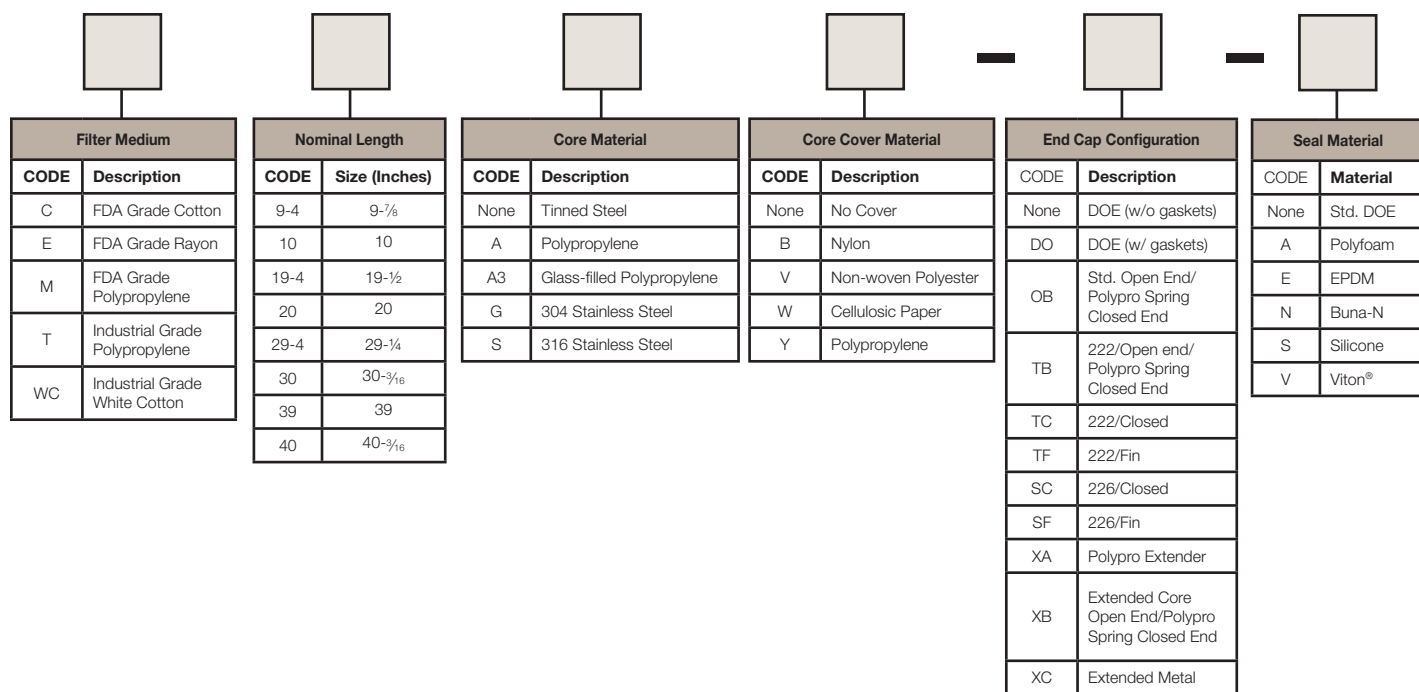 Filter Medium
CODE Description
C FDA Grade Cotton
E FDA Grade Rayon
M FDA Grade
Polypropylene
T Industrial Grade
Polypropylene
WC Industrial Grade
White Cotton
Nominal Length
CODE Size (Inches)
9-4 9-⅞
10 10
19-4 19-½
20 20
29-4 29-¼
30 30-3⁄16
39 39
40 40-3⁄16
Core Material
CODE Description
None Tinned Steel
A Polypropylene
A3 Glass-filled Polypropylene
G 304 Stainless Steel
S 316 Stainless Steel
Core Cover Material
CODE Description
None No Cover
B Nylon
V Non-woven Polyester
W Cellulosic Paper
Y Polypropylene
End Cap Configuration
CODE Description
None DOE (w/o gaskets)
DO DOE (w/ gaskets)
OB Std. Open End/
Polypro Spring
Closed End
TB 222/Open end/
Polypro Spring
Closed End
TC 222/Closed
TF 222/Fin
SC 226/Closed
SF 226/Fin
XA Polypro Extender
XB Extended Core
Open End/Polypro
Spring Closed End
XC Extended Metal
Seal Material
CODE Material
None Std. DOE
A Polyfoam
E EPDM
N Buna-N
S Silicone
V Viton®